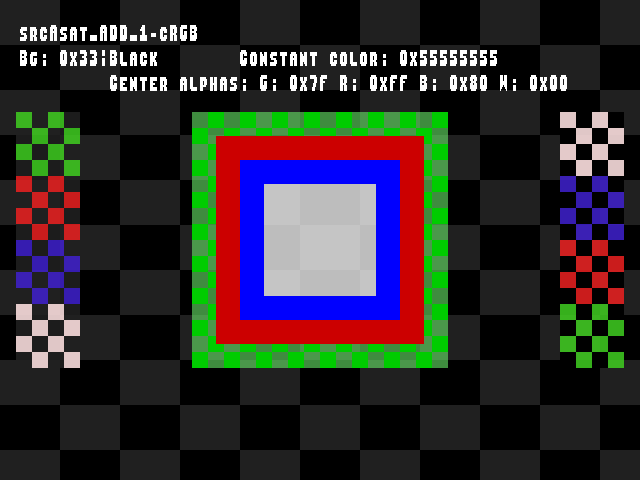 srcAsat_ADD_1-cRGB
Bg: 0x33¦Black Constant color: 0x55555555
Center alphas: G: 0x7f R: 0xff B: 0x80 W: 0x00